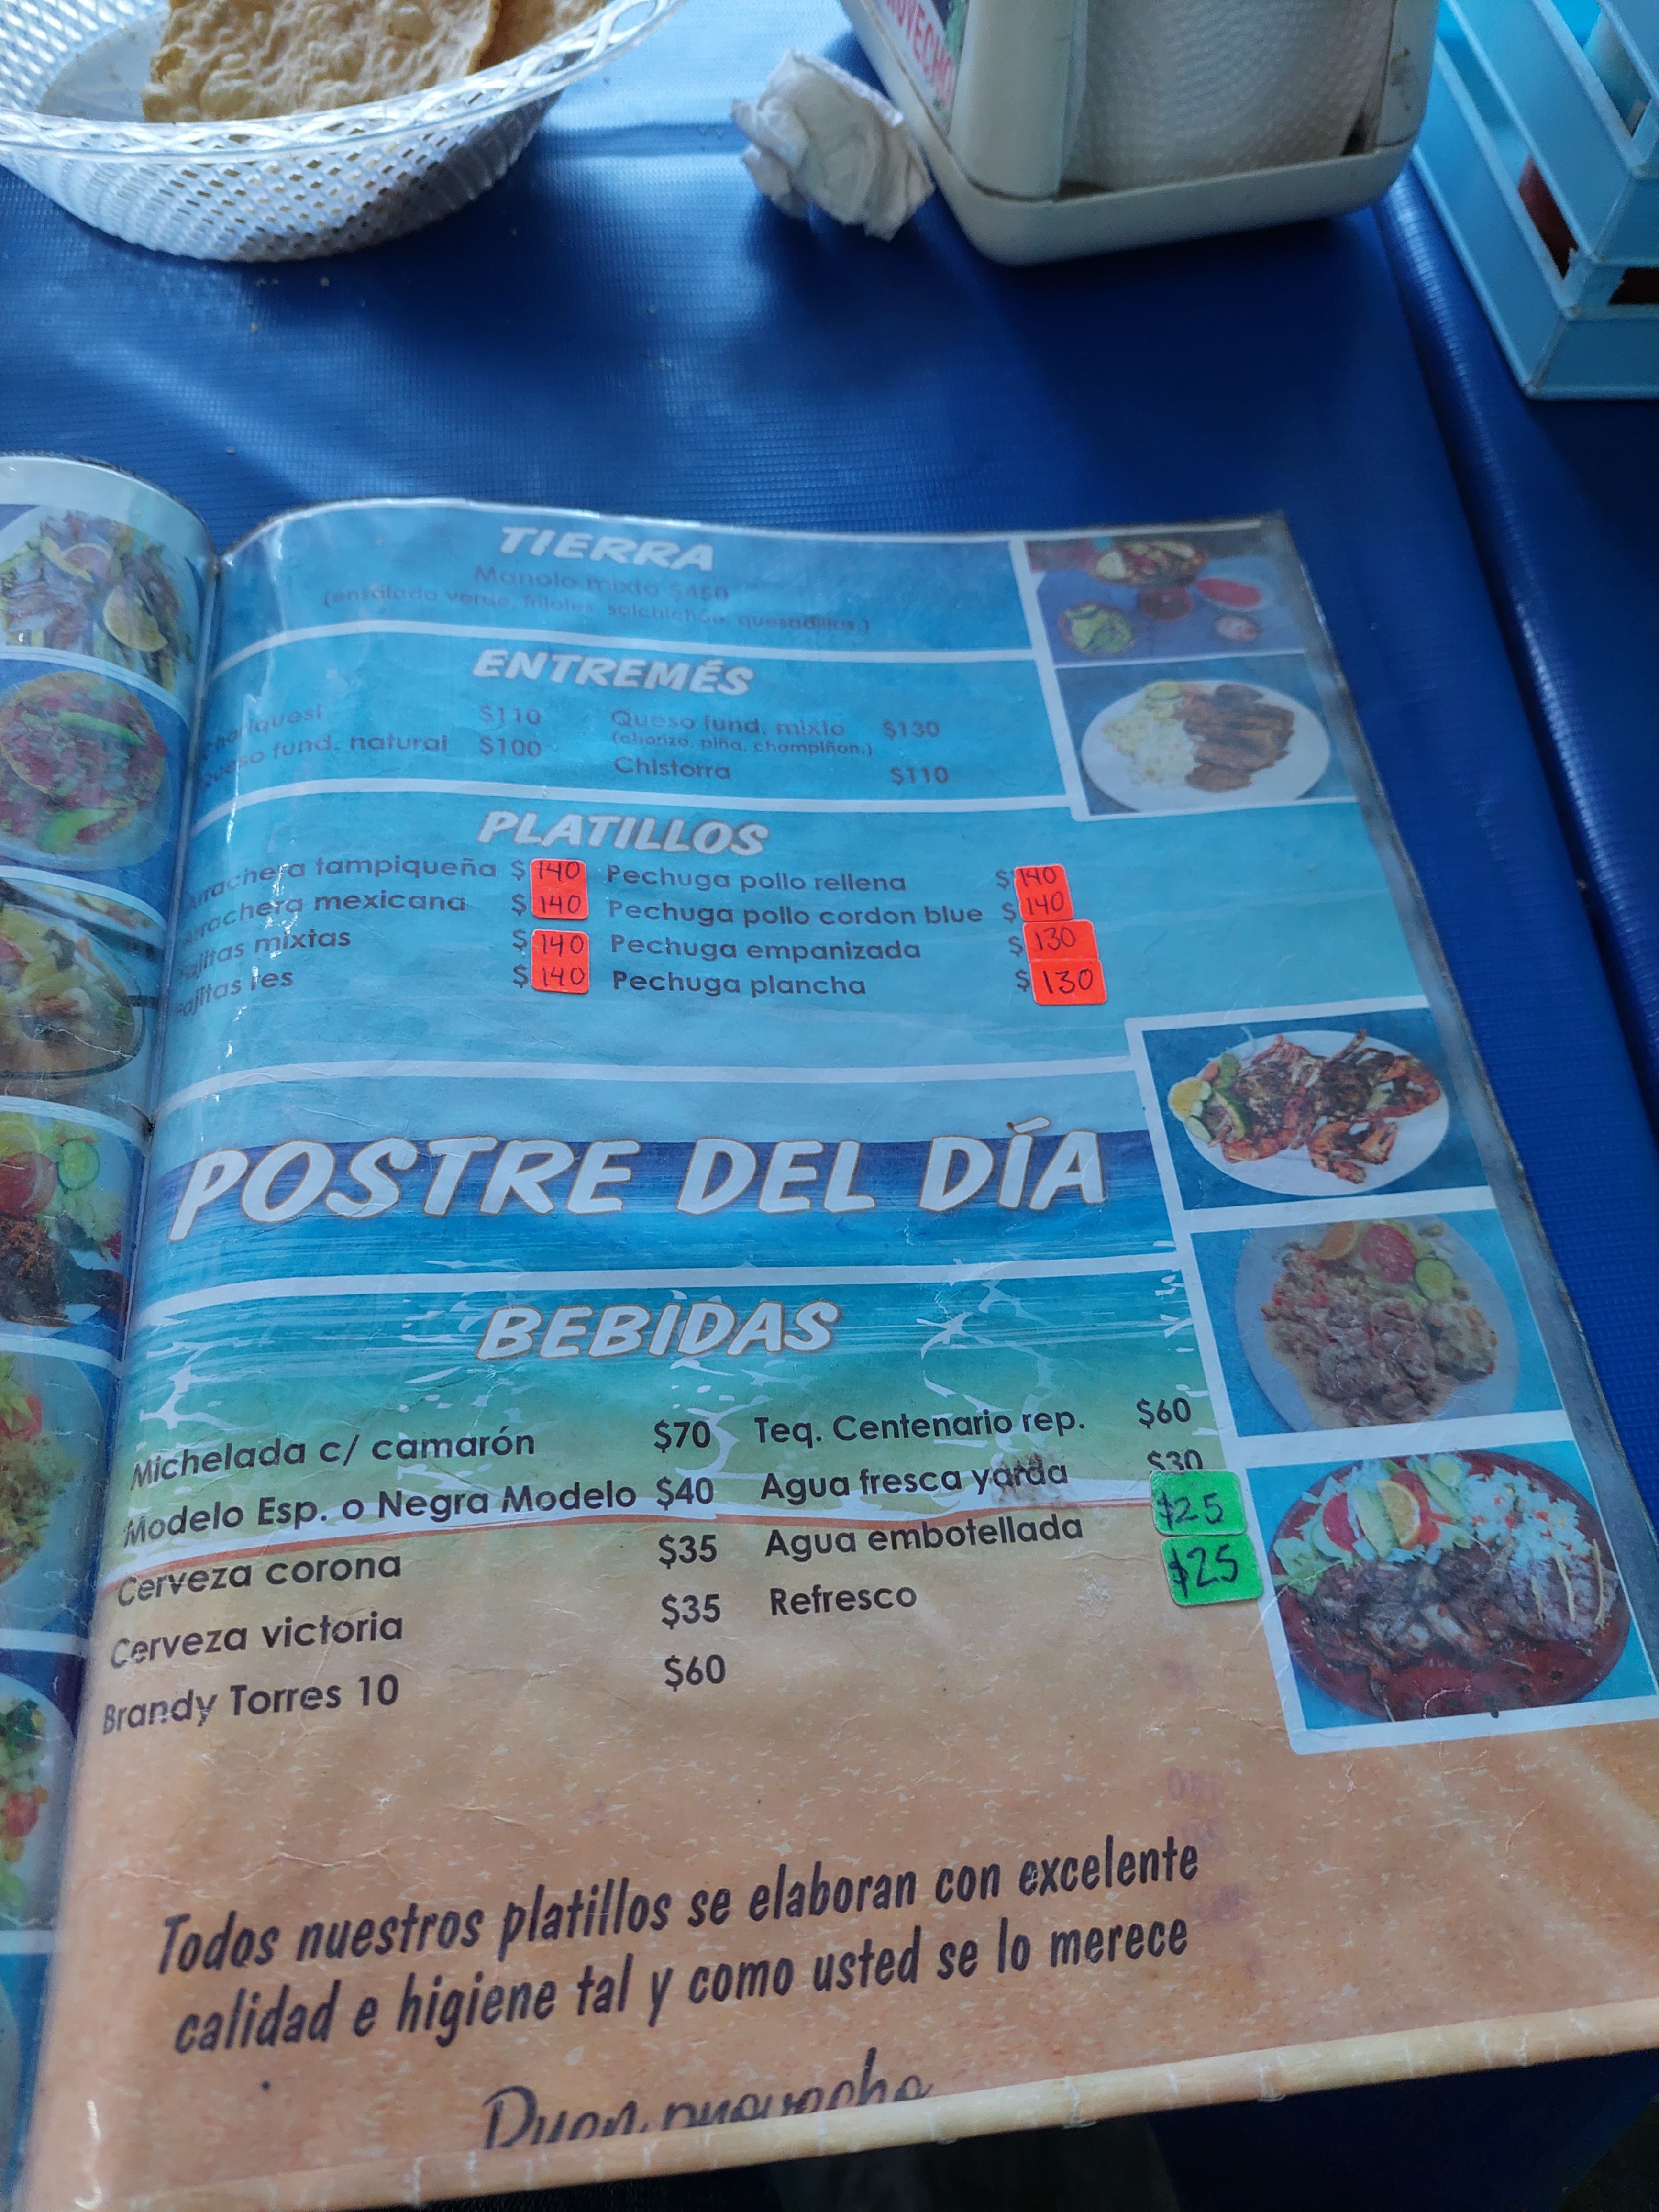 TIERRA
Manolo mixto $450
(ensalada verde, frijoles, salchichón, quesadillas.)
ENTREMÉS
$110 Queso fund. mixto $130
(chorizo, piña, champiñon.)
fund. natural $100
Chistorra $110
PLATILLOS
Arrachera tampiqueña $ 140 Pechuga pollo rellena $ 140
Arrachera mexicana $ 140 Pechuga pollo cordon blue $ 140
Fajitas mixtas $ 140 Pechuga empanizada $ 130
Fajitas res $ 140 Pechuga plancha $ 130
POSTRE DEL DÍA
BEBIDAS
Michelada c/ camarón $70 Teq. Centenario rep. $60
Modelo Esp. o Negra Modelo $40 Agua fresca yarda $30
Cerveza corona $35 Agua embotellada $25
Cerveza victoria $35 Refresco $25
Brandy Torres 10 $60
Todos nuestros platillos se elaboran con excelente
calidad e higiene tal y como usted se lo merece